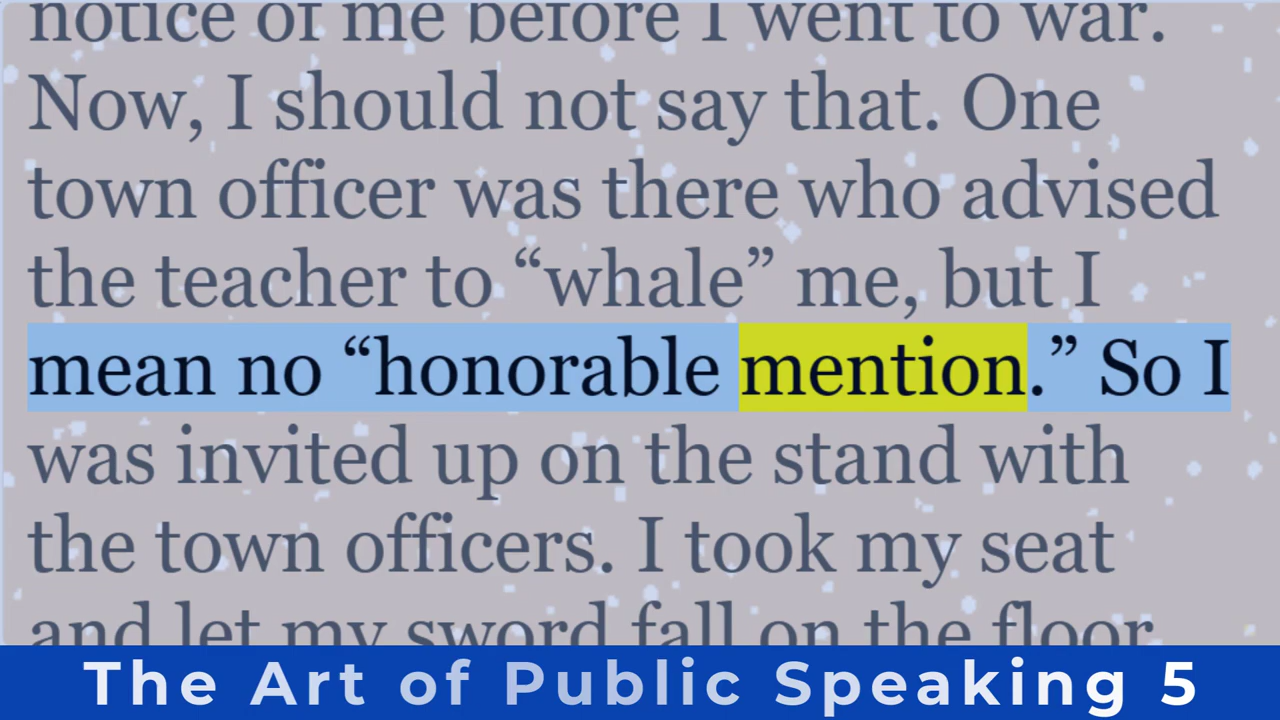 notice of me before I went to war.
Now, I should not say that. One
town officer was there who advised
the teacher to “whale” me, but I
mean no “honorable mention.” So I
was invited up on the stand with
the town officers. I took my seat
and let my sword fall on the floor
The Art of Public Speaking 5